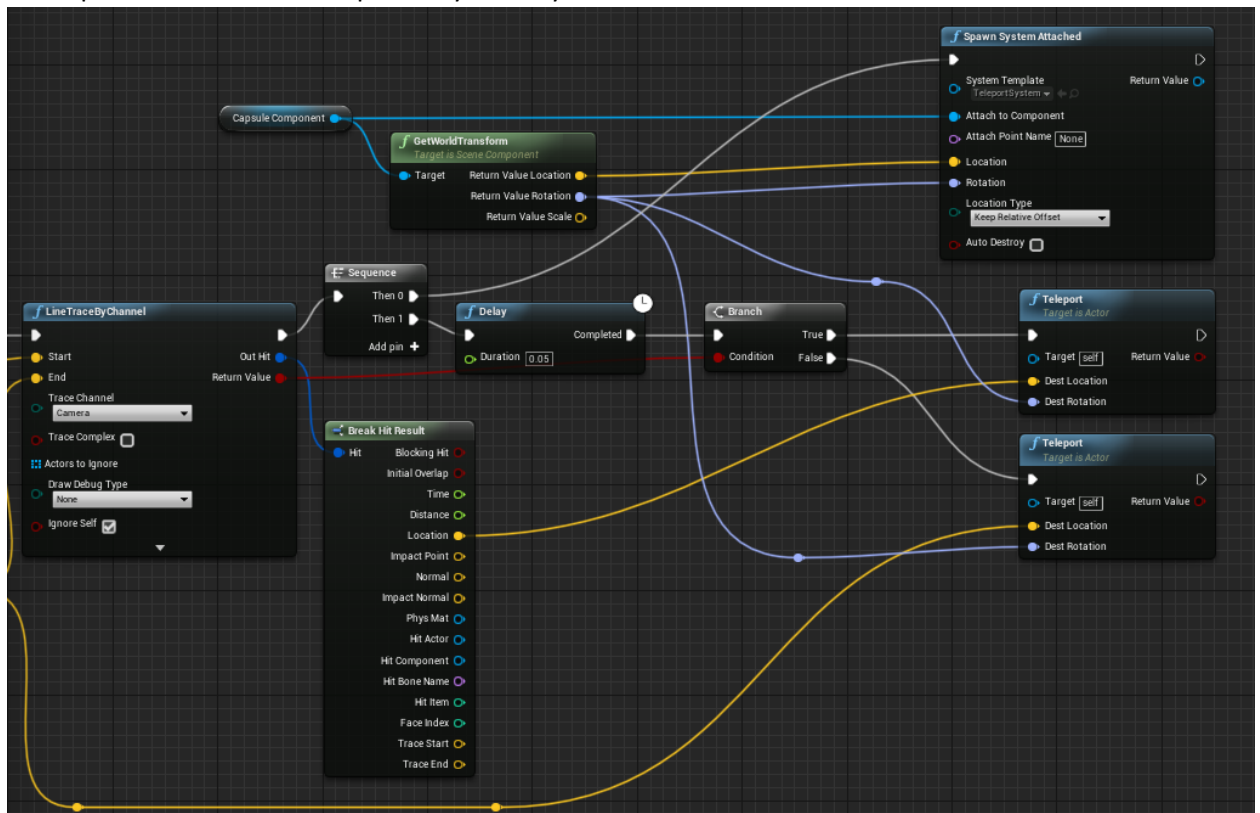 Spawn System Attached
System Template
Return Value
TeleportSystem
Attach to Component
Attach Point Name
None
Location
Rotation
Location Type
Keep Relative Offset
Auto Destroy
Capsule Component
GetWorldTransform
Target is Scene Component
Target
Return Value Location
Return Value Rotation
Return Value Scale
Sequence
Then 0
Then 1
Add pin
LineTraceByChannel
Start
Out Hit
End
Return Value
Trace Channel
Camera
Trace Complex
Actors to Ignore
Draw Debug Type
None
Ignore Self
Delay
Completed
Duration
0.05
Branch
True
Condition
False
Teleport
Target is Actor
Target
self
Return Value
Dest Location
Dest Rotation
Break Hit Result
Hit
Blocking Hit
Initial Overlap
Time
Distance
Location
Impact Point
Normal
Impact Normal
Phys Mat
Hit Actor
Hit Component
Hit Bone Name
Hit Item
Face Index
Trace Start
Trace End
Teleport
Target is Actor
Target
self
Return Value
Dest Location
Dest Rotation